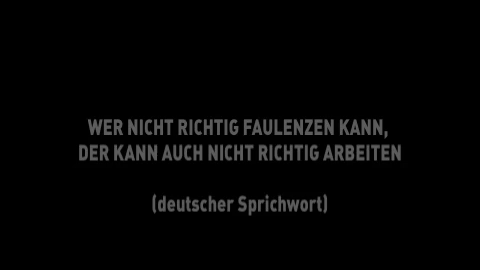 WER NICHT RICHTIG FAULENZEN KANN,
DER KANN AUCH NICHT RICHTIG ARBEITEN
(deutscher Sprichwort)